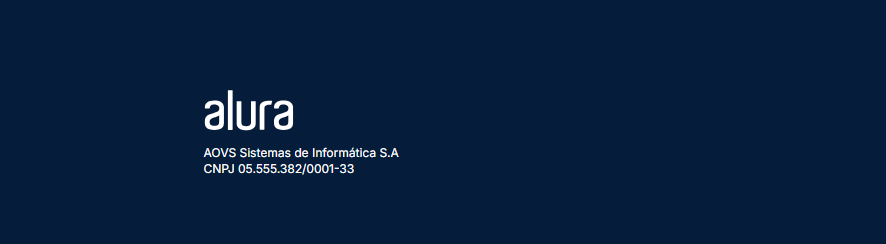 alura
AOVS Sistemas de Informática S.A
CNPJ 05.555.382/0001-33